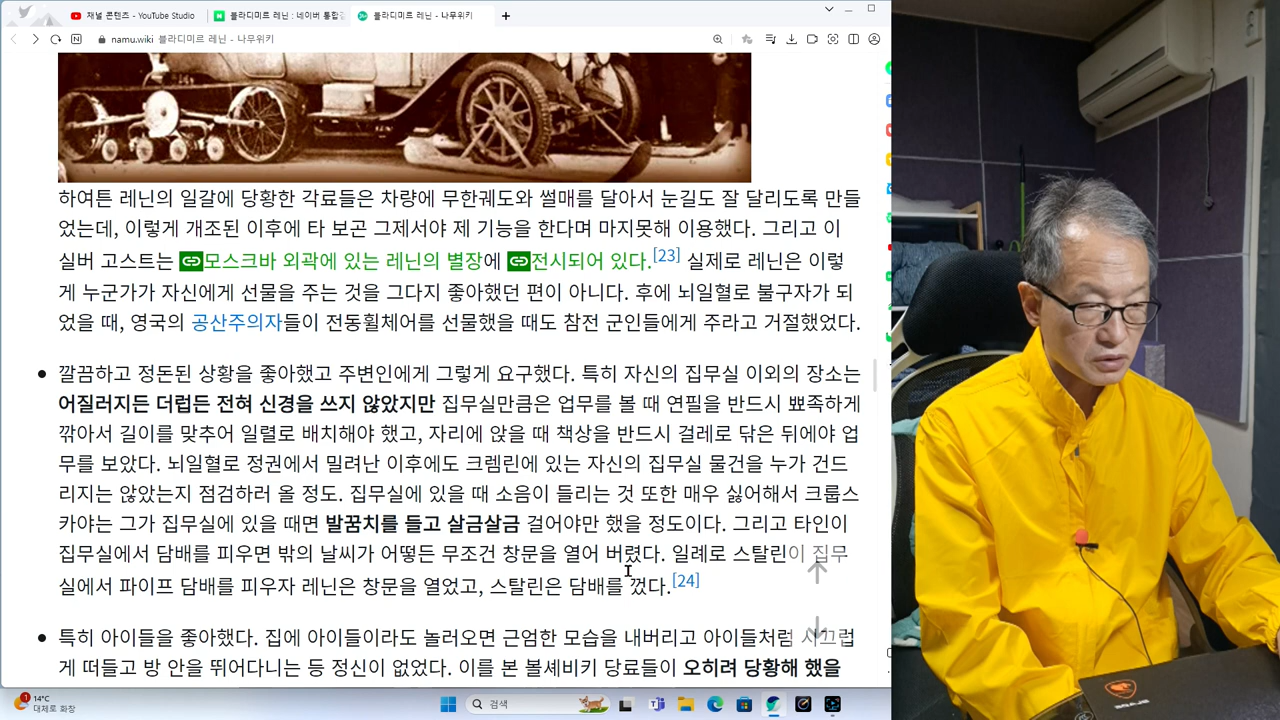 채널 콘텐츠 - YouTube Studio
블라디미르 레닌 : 네이버 통합검
블라디미르 레닌 - 나무위키
namu.wiki 블라디미르 레닌 - 나무위키
하여튼 레닌의 일갈에 당황한 각료들은 차량에 무한궤도와 썰매를 달아서 눈길도 잘 달리도록 만들
었는데, 이렇게 개조된 이후에 타 보곤 그제서야 제 기능을 한다며 마지못해 이용했다. 그리고 이
실버 고스트는 모스크바 외곽에 있는 레닌의 별장에 전시되어 있다.[23] 실제로 레닌은 이렇
게 누군가가 자신에게 선물을 주는 것을 그다지 좋아했던 편이 아니다. 후에 뇌일혈로 불구자가 되
었을 때, 영국의 공산주의자들이 전동휠체어를 선물했을 때도 참전 군인들에게 주라고 거절했었다.
깔끔하고 정돈된 상황을 좋아했고 주변인에게 그렇게 요구했다. 특히 자신의 집무실 이외의 장소는
어질러지든 더럽든 전혀 신경을 쓰지 않았지만 집무실만큼은 업무를 볼 때 연필을 반드시 뾰족하게
깎아서 길이를 맞추어 일렬로 배치해야 했고, 자리에 앉을 때 책상을 반드시 걸레로 닦은 뒤에야 업
무를 보았다. 뇌일혈로 정권에서 밀려난 이후에도 크렘린에 있는 자신의 집무실 물건을 누가 건드
리지는 않았는지 점검하러 올 정도. 집무실에 있을 때 소음이 들리는 것 또한 매우 싫어해서 크룹스
카야는 그가 집무실에 있을 때면 발꿈치를 들고 살금살금 걸어야만 했을 정도이다. 그리고 타인이
집무실에서 담배를 피우면 밖의 날씨가 어떻든 무조건 창문을 열어 버렸다. 일례로 스탈린이 집무
실에서 파이프 담배를 피우자 레닌은 창문을 열었고, 스탈린은 담배를 껐다.[24]
특히 아이들을 좋아했다. 집에 아이들이라도 놀러오면 근엄한 모습을 내버리고 아이들처럼 시끄럽
게 떠들고 방 안을 뛰어다니는 등 정신이 없었다. 이를 본 볼셰비키 당료들이 오히려 당황해 했을
1
14°C
대체로 화창
검색